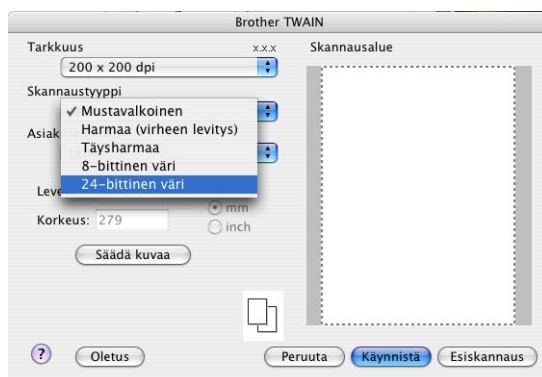 Brother TWAIN
Tarkkuus
x.x.x
Skannausalue
200 x 200 dpi
Skannaustyyppi
✓ Mustavalkoinen
Harmaa (virheen levitys)
Täysharmaa
8-bittinen väri
24-bittinen väri
Asiak
Leve
mm
Korkeus: 279
inch
Säädä kuvaa
?
Oletus
Peruuta
Käynnistä
Esiskannaus